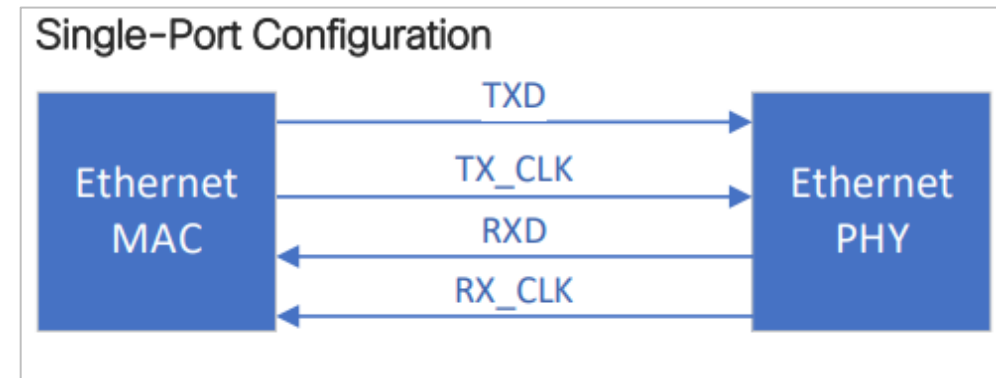 Single-Port Configuration
TXD
Ethernet
MAC
TX_CLK
RXD
RX_CLK
Ethernet
PHY